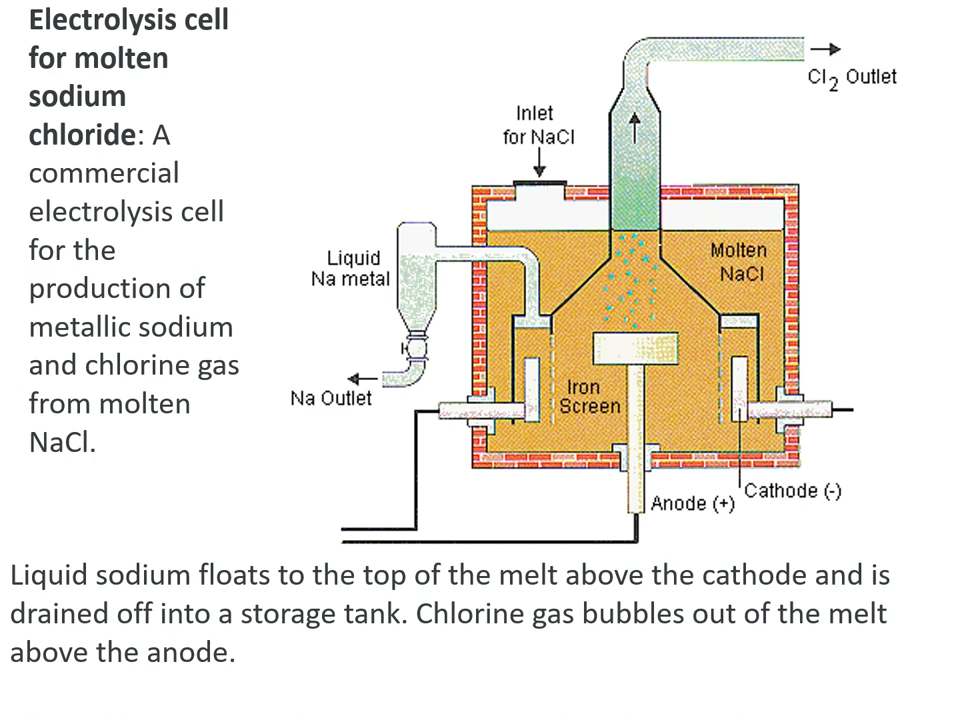 Electrolysis cell
for molten
sodium
chloride: A
commercial
electrolysis cell
for the
production of
metallic sodium
and chlorine gas
from molten
NaCl.
Cl2 Outlet
Inlet
for NaCl
Liquid
Na metal
Molten
NaCl
Na Outlet
Iron
Screen
Anode (+)
Cathode (-)
Liquid sodium floats to the top of the melt above the cathode and is
drained off into a storage tank. Chlorine gas bubbles out of the melt
above the anode.